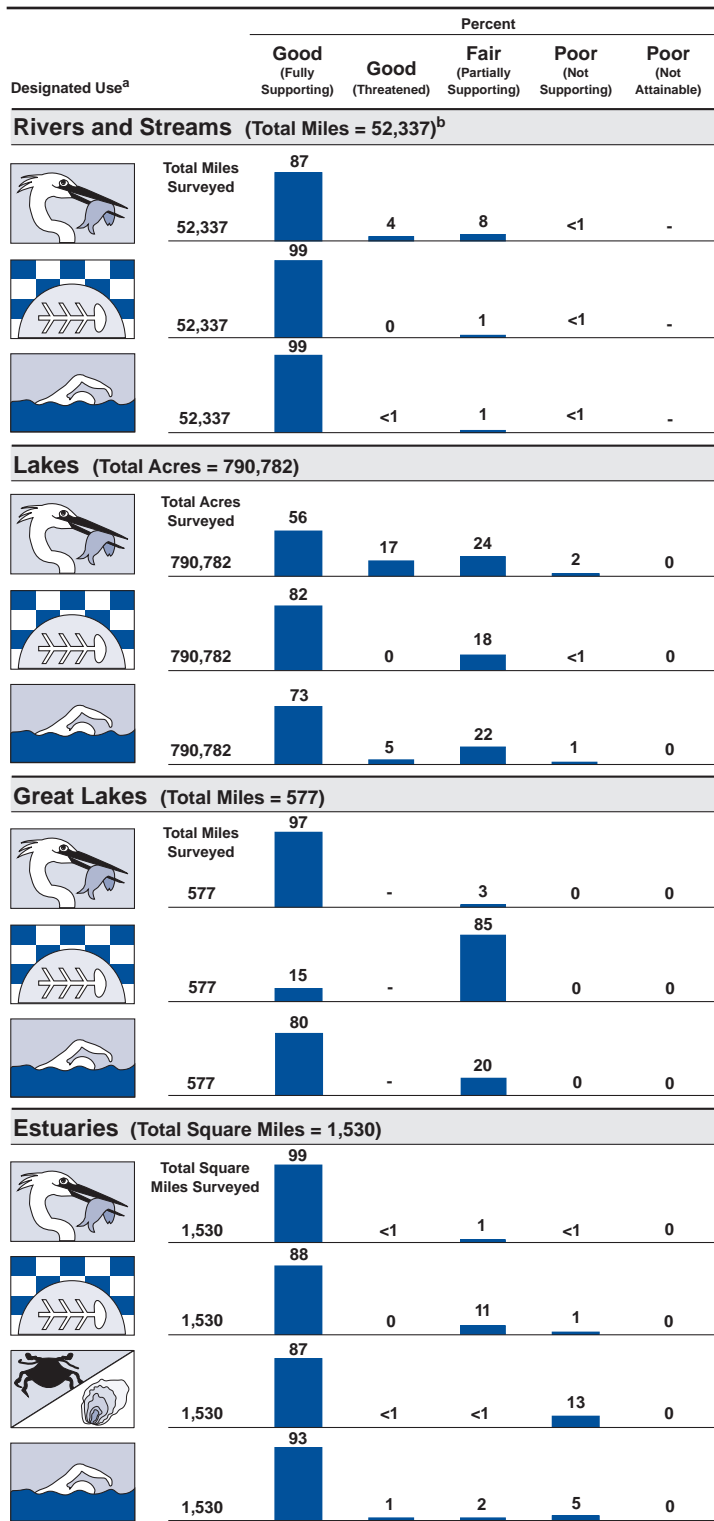 Percent
Designated Useᵃ
Good (Fully Supporting)
Good (Threatened)
Fair (Partially Supporting)
Poor (Not Supporting)
Poor (Not Attainable)
Rivers and Streams (Total Miles = 52,337)ᵇ
Total Miles Surveyed
87
52,337 4 8 <1 -
99
52,337 0 1 <1 -
99
52,337 <1 1 <1 -
Lakes (Total Acres = 790,782)
Total Acres Surveyed
56
790,782 17 24 2 0
82
790,782 0 18 <1 0
73
790,782 5 22 1 0
Great Lakes (Total Miles = 577)
Total Miles Surveyed
97
577 - 3 0 0
85
577 15 - 0 0
80
577 - 20 0 0
Estuaries (Total Square Miles = 1,530)
Total Square Miles Surveyed
99
1,530 <1 1 <1 0
88
1,530 0 11 1 0
87
1,530 <1 <1 13 0
93
1,530 1 2 5 0